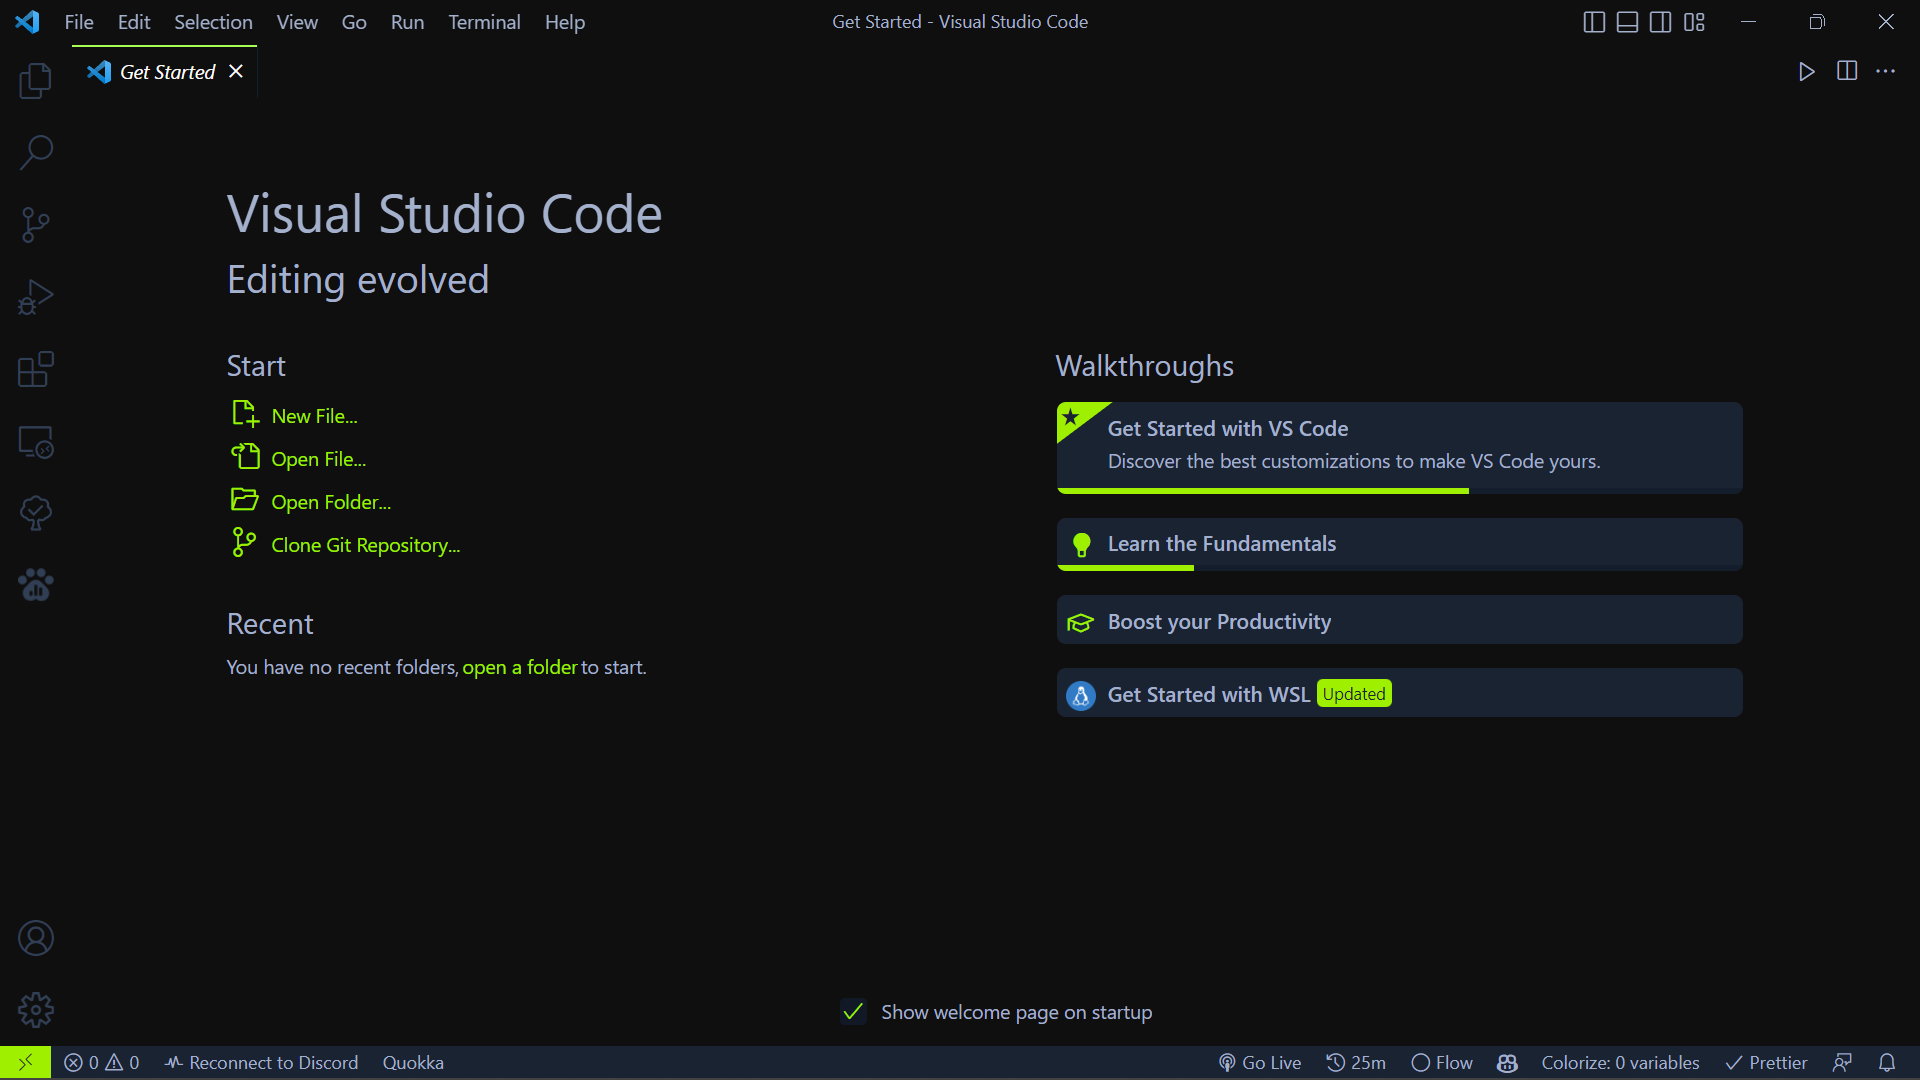 File Edit Selection View Go Run Terminal Help
Get Started - Visual Studio Code
Get Started
Visual Studio Code
Editing evolved
Start
New File...
Open File...
Open Folder...
Clone Git Repository...
Recent
You have no recent folders, open a folder to start.
Walkthroughs
Get Started with VS Code
Discover the best customizations to make VS Code yours.
Learn the Fundamentals
Boost your Productivity
Get Started with WSL Updated
Show welcome page on startup
0 0 Reconnect to Discord Quokka Go Live 25m Flow Colorize: 0 variables Prettier